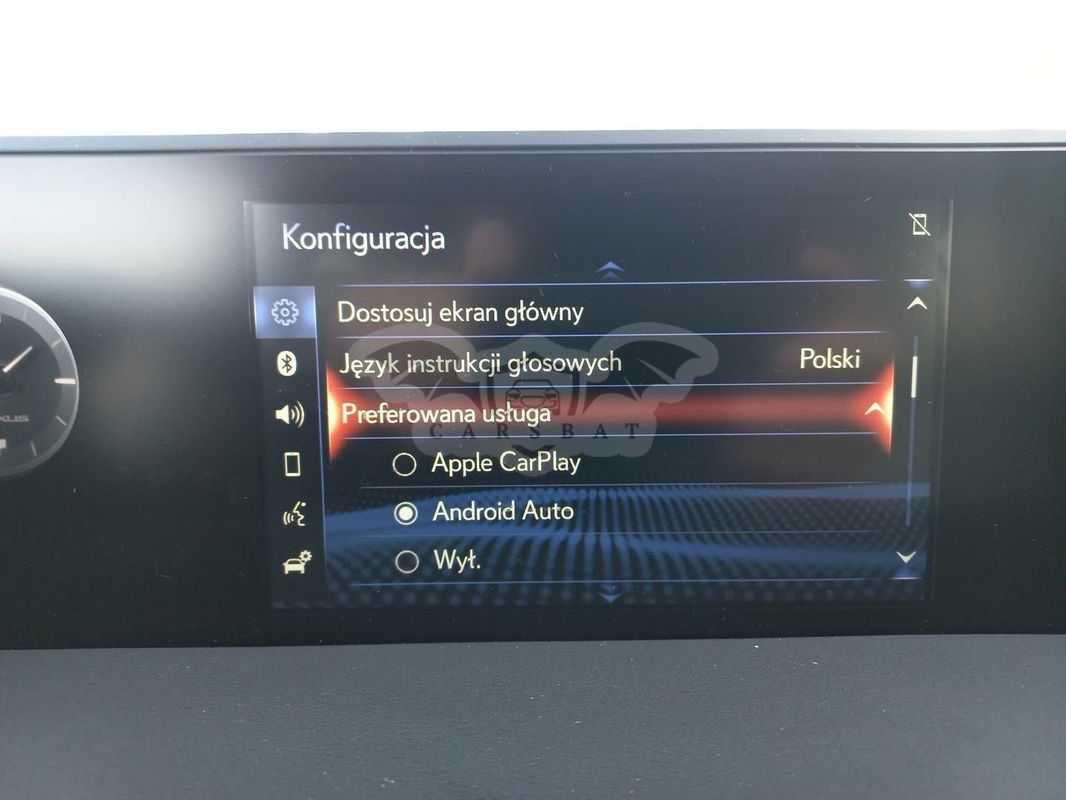 Konfiguracja
Dostosuj ekran główny
Język instrukcji głosowych Polski
Preferowana usługa
CARSBAT
Apple CarPlay
Android Auto
Wył.